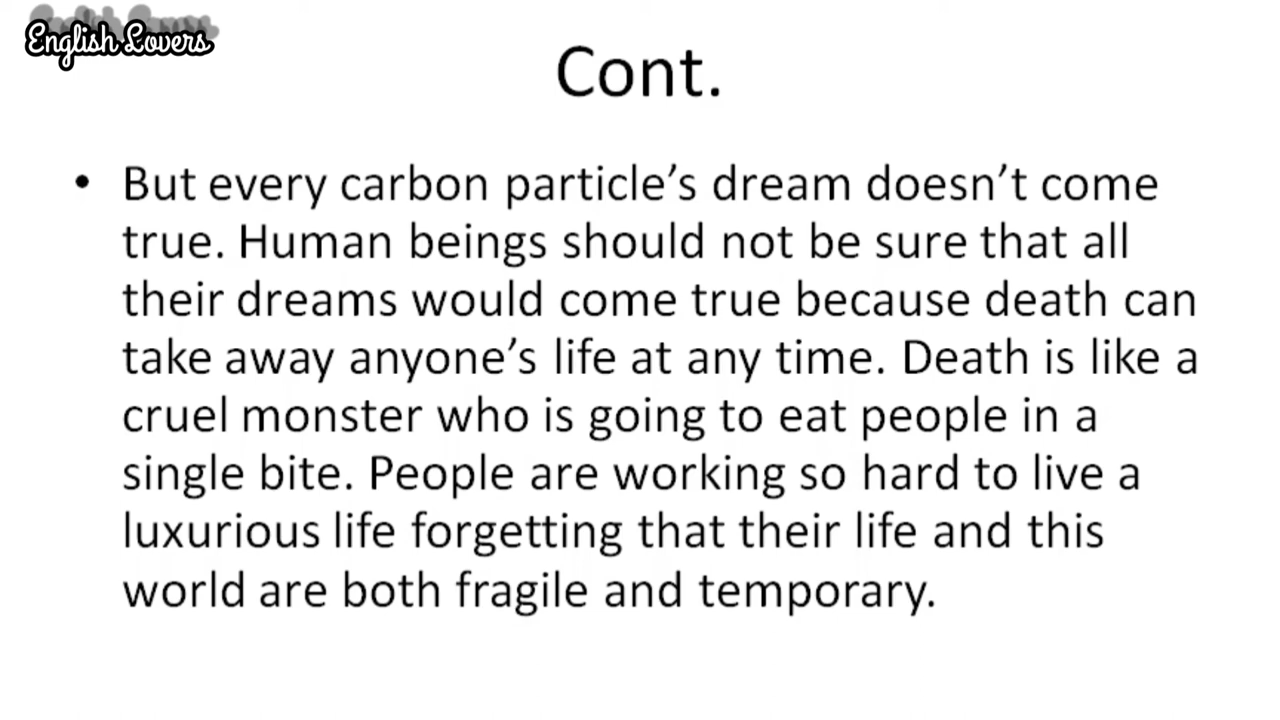 English Lovers
Cont.
• But every carbon particle’s dream doesn’t come
true. Human beings should not be sure that all
their dreams would come true because death can
take away anyone’s life at any time. Death is like a
cruel monster who is going to eat people in a
single bite. People are working so hard to live a
luxurious life forgetting that their life and this
world are both fragile and temporary.